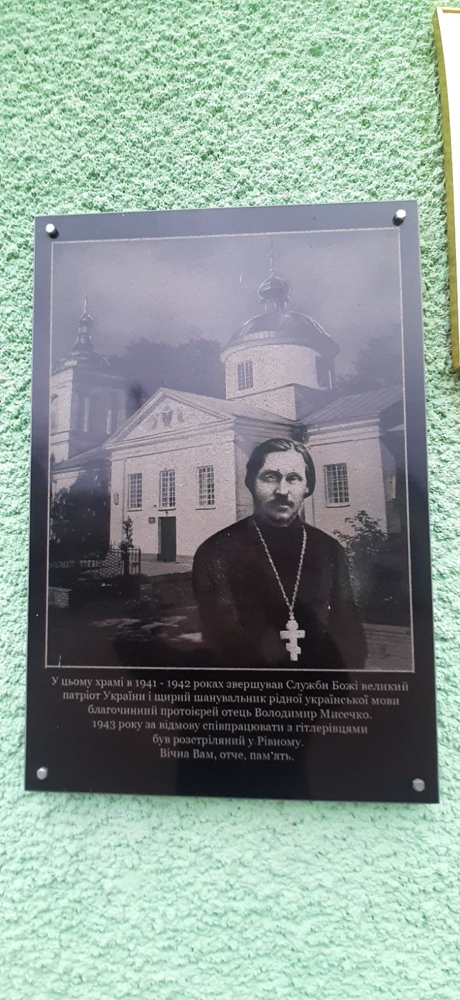 У цьому храмі в 1941 - 1942 роках звершував Служби Божі великий
патріот України і щирий шанувальник рідної української мови
благочинний протоієрей отець Володимир Мисечко.
1943 року за відмову співпрацювати з гітлерівцями
був розстріляний у Рівному.
Вічна Вам, отче, пам'ять.